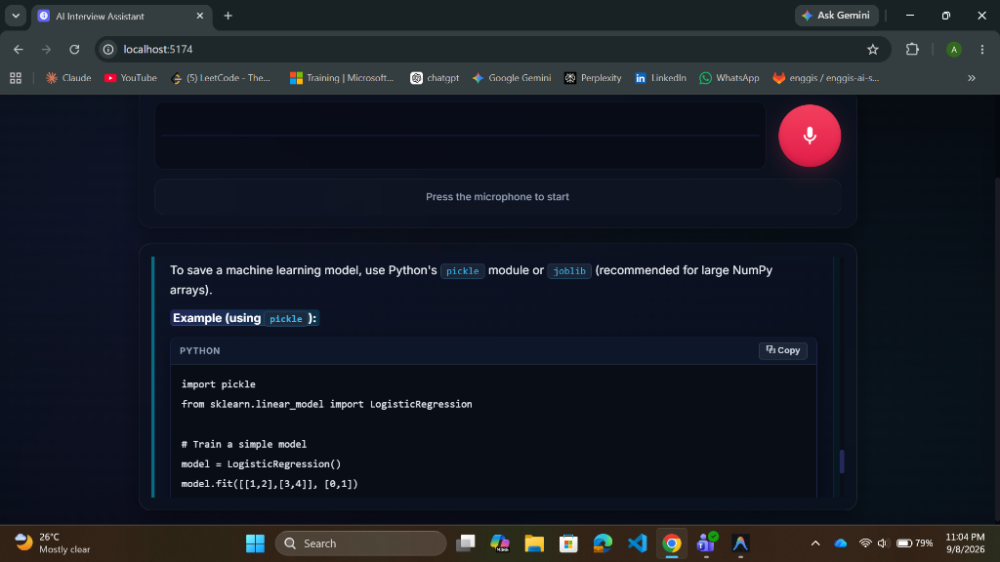 AI Interview Assistant
Ask Gemini
localhost:5174
A
Claude
YouTube
(5) LeetCode - The...
Training | Microsoft...
chatgpt
Google Gemini
Perplexity
LinkedIn
WhatsApp
enggis / enggis-ai-s...
Press the microphone to start
To save a machine learning model, use Python's pickle module or joblib (recommended for large NumPy
arrays).
Example (using pickle ):
PYTHON
Copy
import pickle
from sklearn.linear_model import LogisticRegression
# Train a simple model
model = LogisticRegression()
model.fit([[1,2],[3,4]], [0,1])
26°C
Mostly clear
Search
79%
11:04 PM
9/8/2026